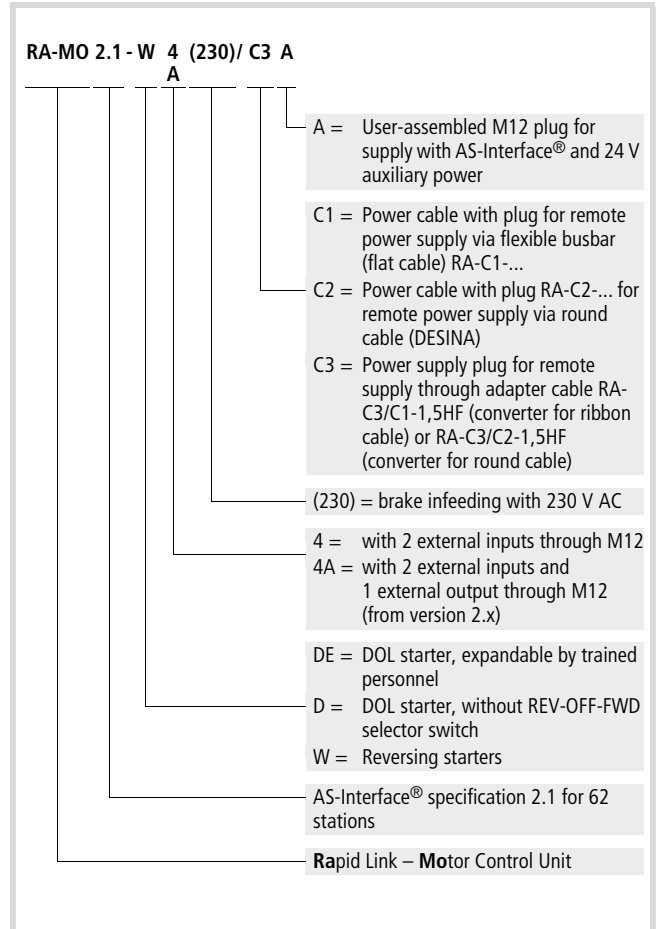 RA-MO 2.1 - W 4 (230)/ C3 A
A
A = User-assembled M12 plug for
supply with AS-Interface® and 24 V
auxiliary power
C1 = Power cable with plug for remote
power supply via flexible busbar
(flat cable) RA-C1-...
C2 = Power cable with plug RA-C2-... for
remote power supply via round
cable (DESINA)
C3 = Power supply plug for remote
supply through adapter cable RA-
C3/C1-1,5HF (converter for ribbon
cable) or RA-C3/C2-1,5HF
(converter for round cable)
(230) = brake infeeding with 230 V AC
4 = with 2 external inputs through M12
4A = with 2 external inputs and
1 external output through M12
(from version 2.x)
DE = DOL starter, expandable by trained
personnel
D = DOL starter, without REV-OFF-FWD
selector switch
W = Reversing starters
AS-Interface® specification 2.1 for 62
stations
Rapid Link – Motor Control Unit